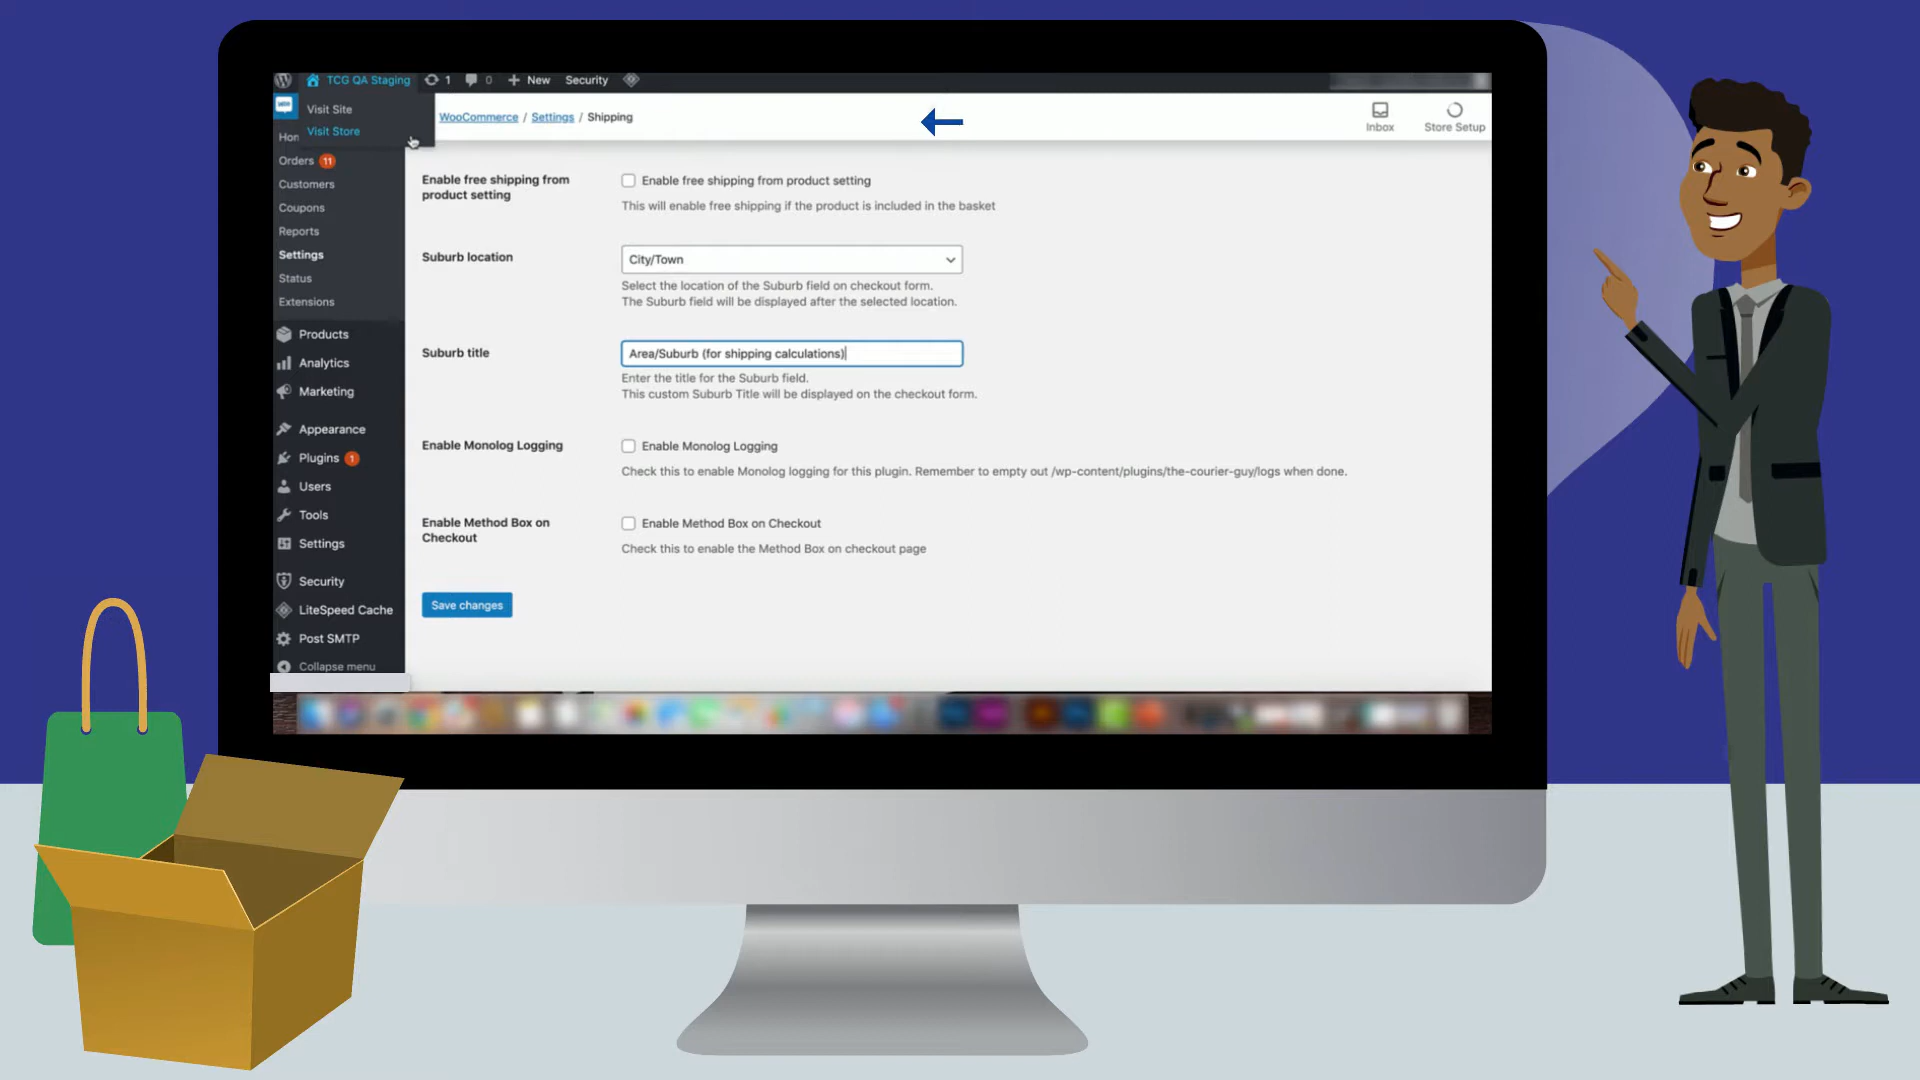 TCG QA Staging 1 0 New Security
Visit Site
Visit Store
WooCommerce / Settings / Shipping
Inbox
Store Setup
Hom
Orders 11
Customers
Coupons
Reports
Settings
Status
Extensions
Products
Analytics
Marketing
Appearance
Plugins 1
Users
Tools
Settings
Security
LiteSpeed Cache
Post SMTP
Collapse menu
Enable free shipping from
product setting
Enable free shipping from product setting
This will enable free shipping if the product is included in the basket
Suburb location
City/Town
Select the location of the Suburb field on checkout form.
The Suburb field will be displayed after the selected location.
Suburb title
Area/Suburb (for shipping calculations)
Enter the title for the Suburb field.
This custom Suburb Title will be displayed on the checkout form.
Enable Monolog Logging
Enable Monolog Logging
Check this to enable Monolog logging for this plugin. Remember to empty out /wp-content/plugins/the-courier-guy/logs when done.
Enable Method Box on
Checkout
Enable Method Box on Checkout
Check this to enable the Method Box on checkout page
Save changes